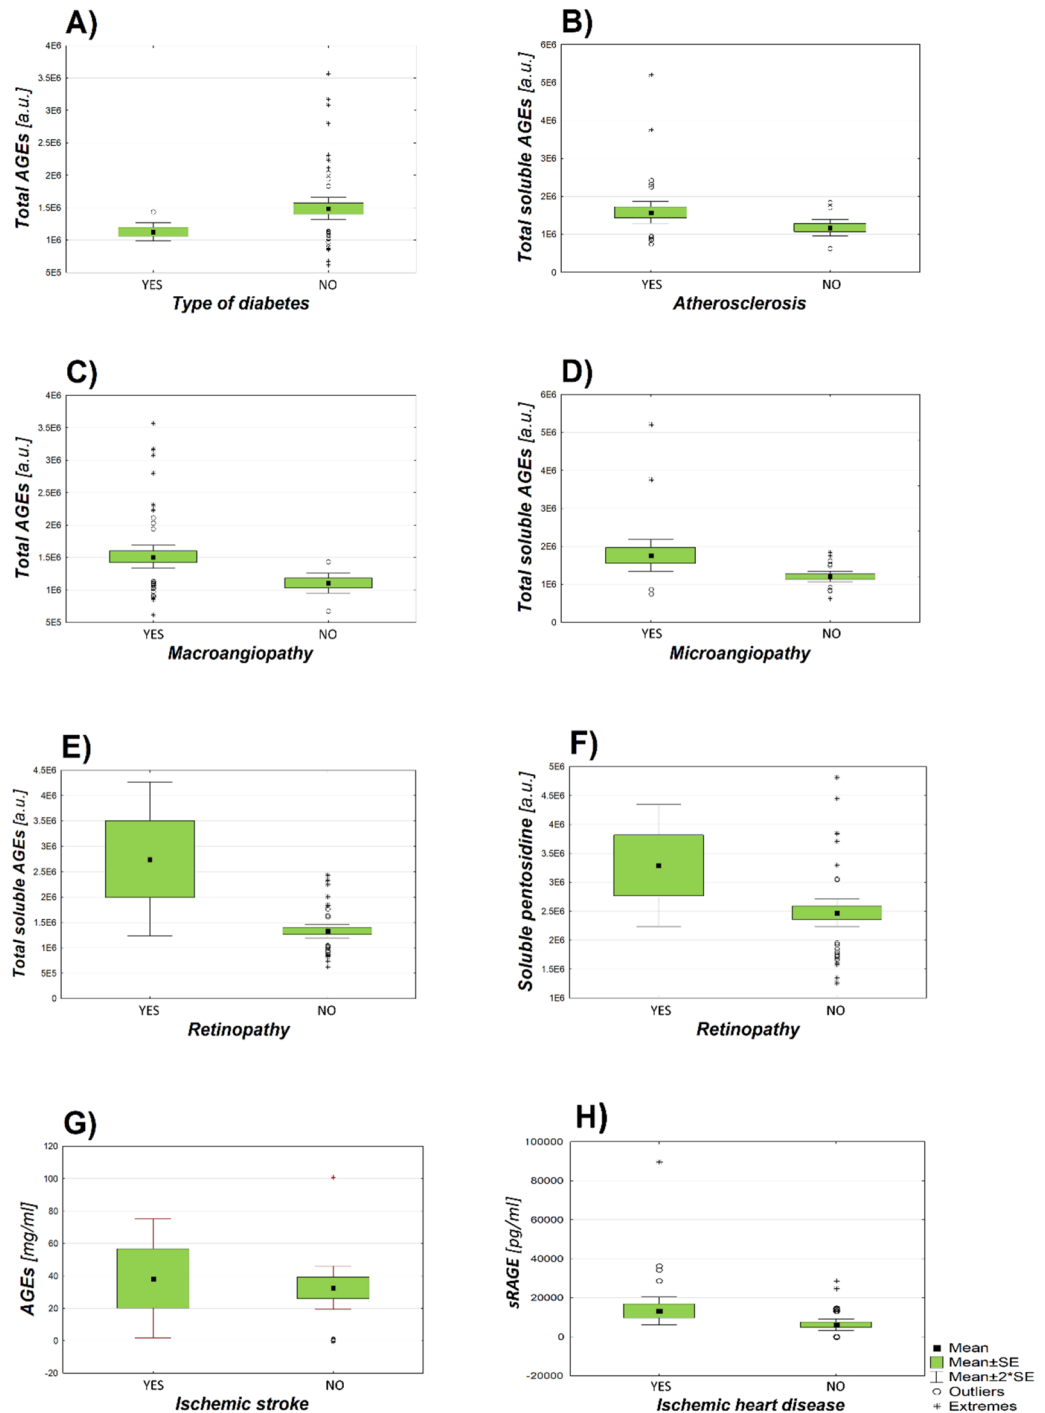 A)
Total AGEs [a.u.]
4E6
3.5E6
3E6
2.5E6
2E6
1.5E6
1E6
5E5
YES
NO
Type of diabetes
B)
Total soluble AGEs [a.u.]
6E6
5E6
4E6
3E6
2E6
1E6
0
YES
NO
Atherosclerosis
C)
Total AGEs [a.u.]
4E6
3.5E6
3E6
2.5E6
2E6
1.5E6
1E6
5E5
YES
NO
Macroangiopathy
D)
Total soluble AGEs [a.u.]
6E6
5E6
4E6
3E6
2E6
1E6
0
YES
NO
Microangiopathy
E)
Total soluble AGEs [a.u.]
4.5E6
4E6
3.5E6
3E6
2.5E6
2E6
1.5E6
1E6
5E5
0
YES
NO
Retinopathy
F)
Soluble pentosidine [a.u.]
5E6
4.5E6
4E6
3.5E6
3E6
2.5E6
2E6
1.5E6
1E6
YES
NO
Retinopathy
G)
AGEs [mg/ml]
120
100
80
60
40
20
0
-20
YES
NO
Ischemic stroke
H)
sRAGE [pg/ml]
100000
80000
60000
40000
20000
0
-20000
YES
NO
Ischemic heart disease
Mean
Mean±SE
Mean±2*SE
Outliers
Extremes